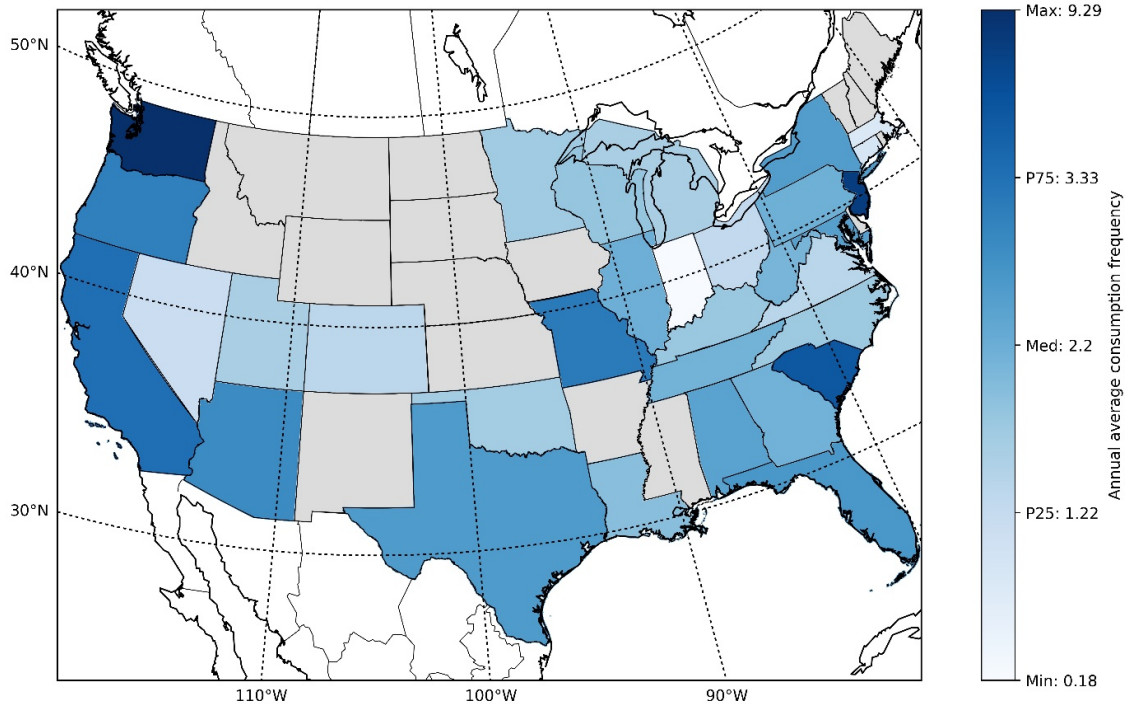 50°N
40°N
30°N
110°W
100°W
90°W
Max: 9.29
P75: 3.33
Med: 2.2
P25: 1.22
Min: 0.18
Annual average consumption frequency